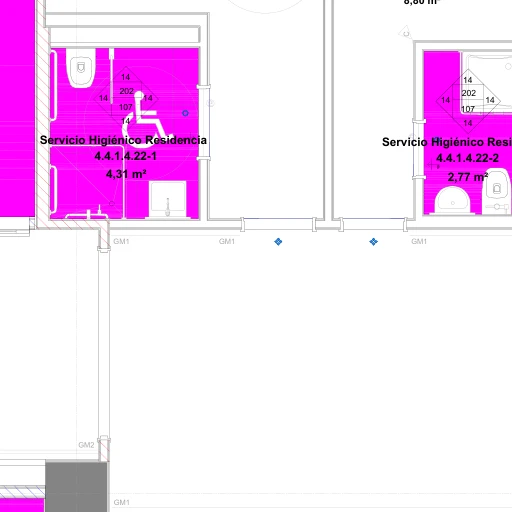 8,80 m²
14
202
14 14
107
14
Servicio Higiénico Residencia
4.4.1.4.22-1
4,31 m²
14
202
14 14
107
14
Servicio Higiénico Resi
4.4.1.4.22-2
2,77 m²
GM1
GM1
GM1
GM2
GM1